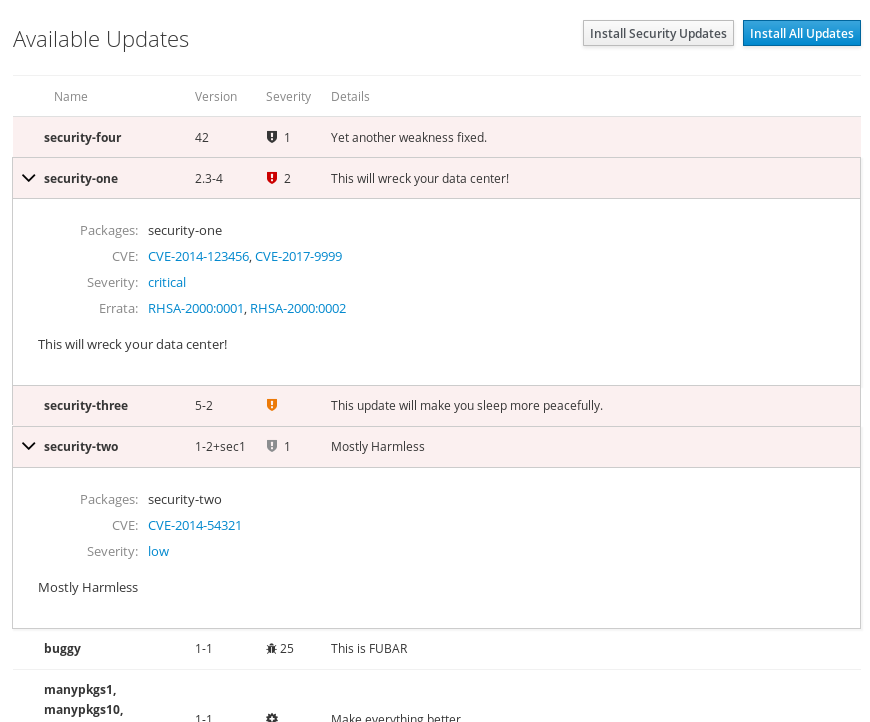 Available Updates
Install Security Updates
Install All Updates
Name Version Severity Details
security-four 42 1 Yet another weakness fixed.
security-one 2.3-4 2 This will wreck your data center!
Packages: security-one
CVE: CVE-2014-123456, CVE-2017-9999
Severity: critical
Errata: RHSA-2000:0001, RHSA-2000:0002
This will wreck your data center!
security-three 5-2 This update will make you sleep more peacefully.
security-two 1-2+sec1 1 Mostly Harmless
Packages: security-two
CVE: CVE-2014-54321
Severity: low
Mostly Harmless
buggy 1-1 25 This is FUBAR
manypkgs1,
manypkgs10,
1-1 Make everything better